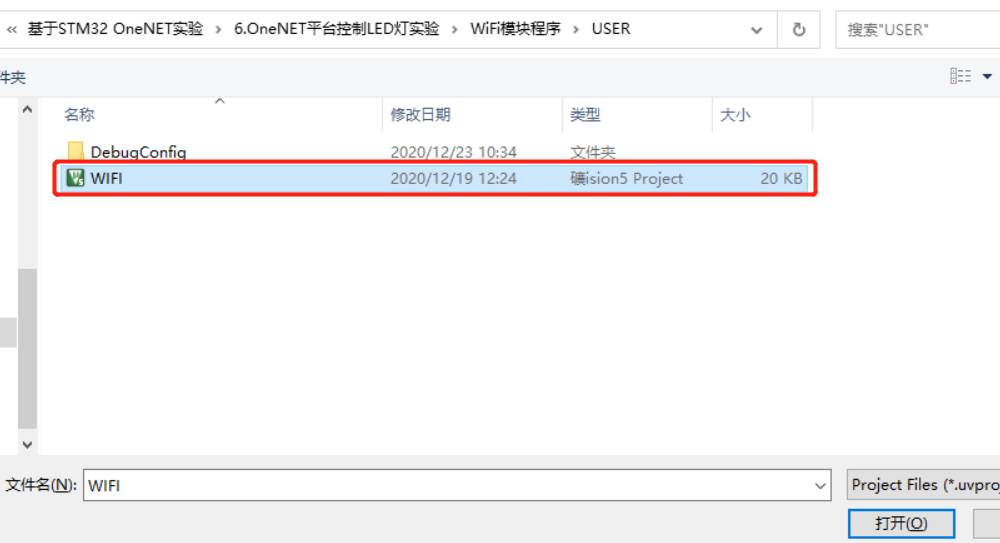 « 基于STM32 OneNET实验 › 6.OneNET平台控制LED灯实验 › WiFi模块程序 › USER 搜索"USER"
件夹
名称 修改日期 类型 大小
DebugConfig 2020/12/23 10:34 文件夹
WIFI 2020/12/19 12:24 礦ision5 Project 20 KB
文件名(N): WIFI Project Files (*.uvproj
打开(O)